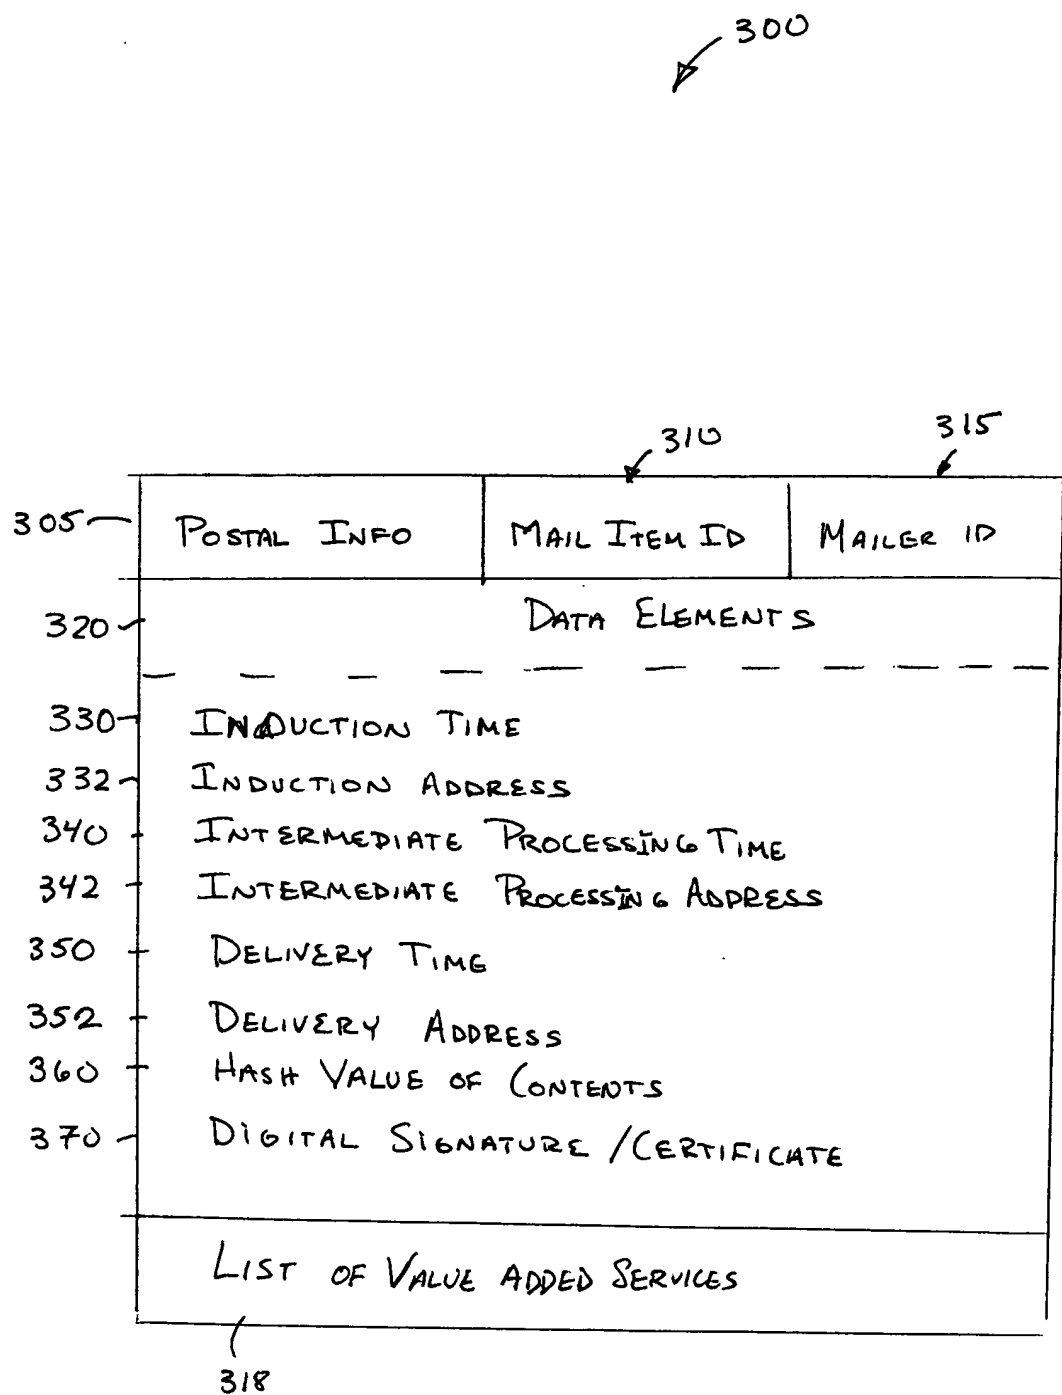 300
310 315
305 POSTAL INFO MAIL ITEM ID MAILER ID
320 DATA ELEMENTS
330 INDUCTION TIME
332 INDUCTION ADDRESS
340 INTERMEDIATE PROCESSING TIME
342 INTERMEDIATE PROCESSING ADDRESS
350 DELIVERY TIME
352 DELIVERY ADDRESS
360 HASH VALUE OF CONTENTS
370 DIGITAL SIGNATURE / CERTIFICATE
LIST OF VALUE ADDED SERVICES
318